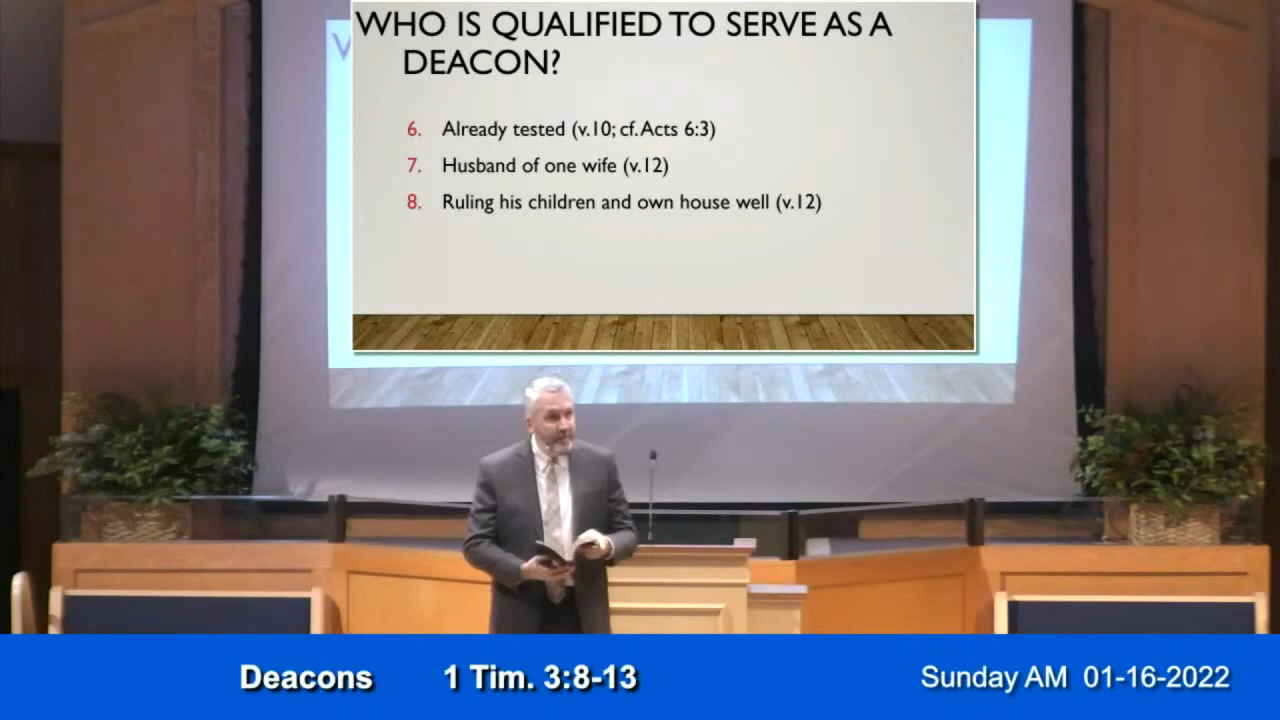 WHO IS QUALIFIED TO SERVE AS A
DEACON?
6. Already tested (v.10; cf. Acts 6:3)
7. Husband of one wife (v.12)
8. Ruling his children and own house well (v.12)
Deacons 1 Tim. 3:8-13 Sunday AM 01-16-2022